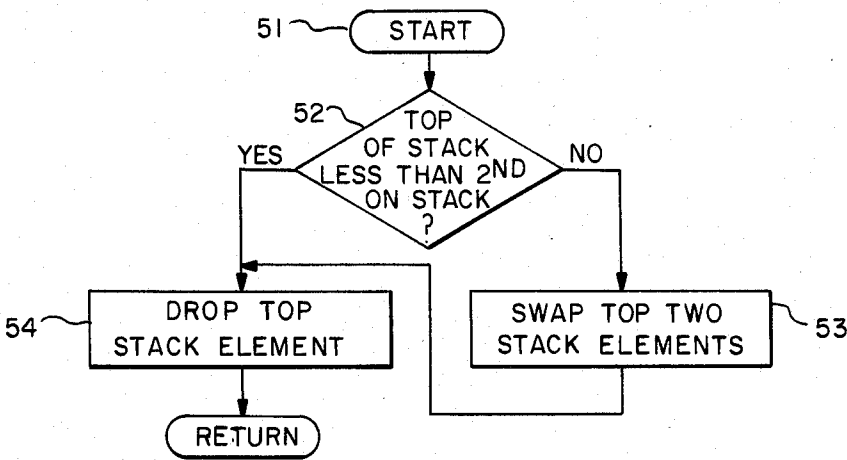 51
START
52
TOP
OF STACK
LESS THAN 2ND
ON STACK
?
YES
NO
54
DROP TOP
STACK ELEMENT
SWAP TOP TWO
STACK ELEMENTS
53
RETURN